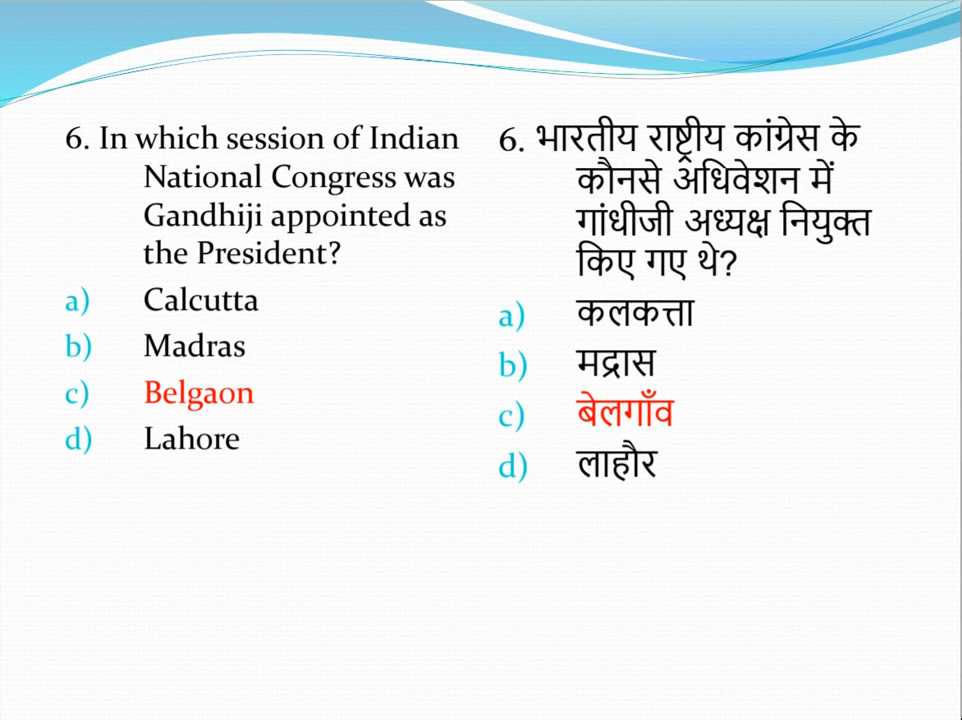 6. In which session of Indian
National Congress was
Gandhiji appointed as
the President?
a) Calcutta
b) Madras
c) Belgaon
d) Lahore
6. भारतीय राष्ट्रीय कांग्रेस के
कौनसे अधिवेशन में
गांधीजी अध्यक्ष नियुक्त
किए गए थे?
a) कलकत्ता
b) मद्रास
c) बेलगाँव
d) लाहौर